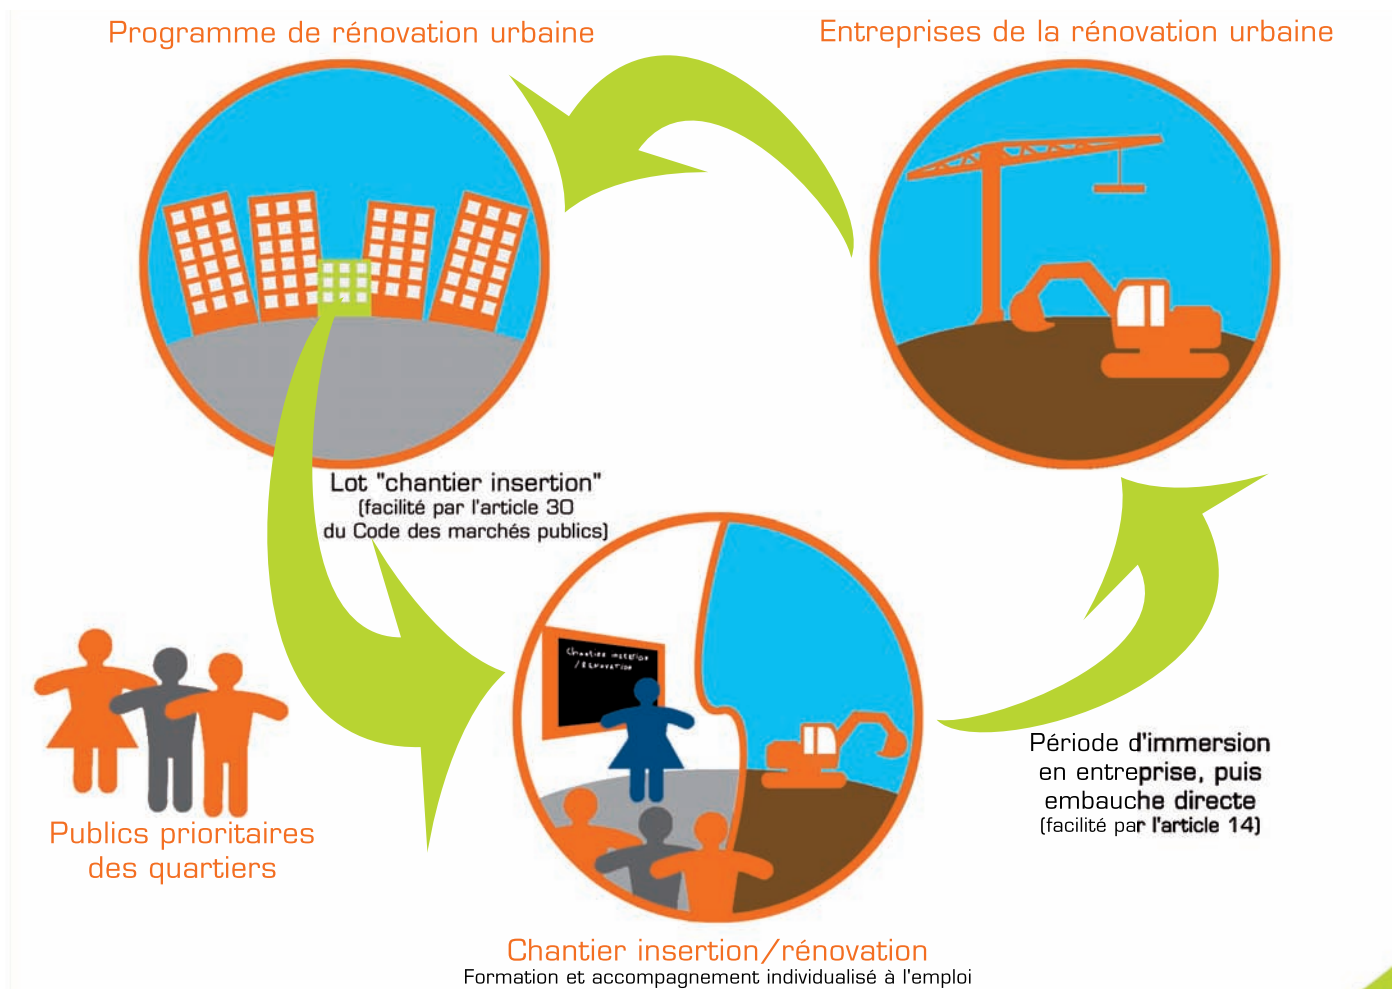 Programme de rénovation urbaine
Entreprises de la rénovation urbaine
Lot "chantier insertion"
(facilité par l'article 30
du Code des marchés publics)
Chantier insertion
/RENOVATION
Publics prioritaires
des quartiers
Période d'immersion
en entreprise, puis
embauche directe
(facilité par l'article 14)
Chantier insertion/rénovation
Formation et accompagnement individualisé à l'emploi